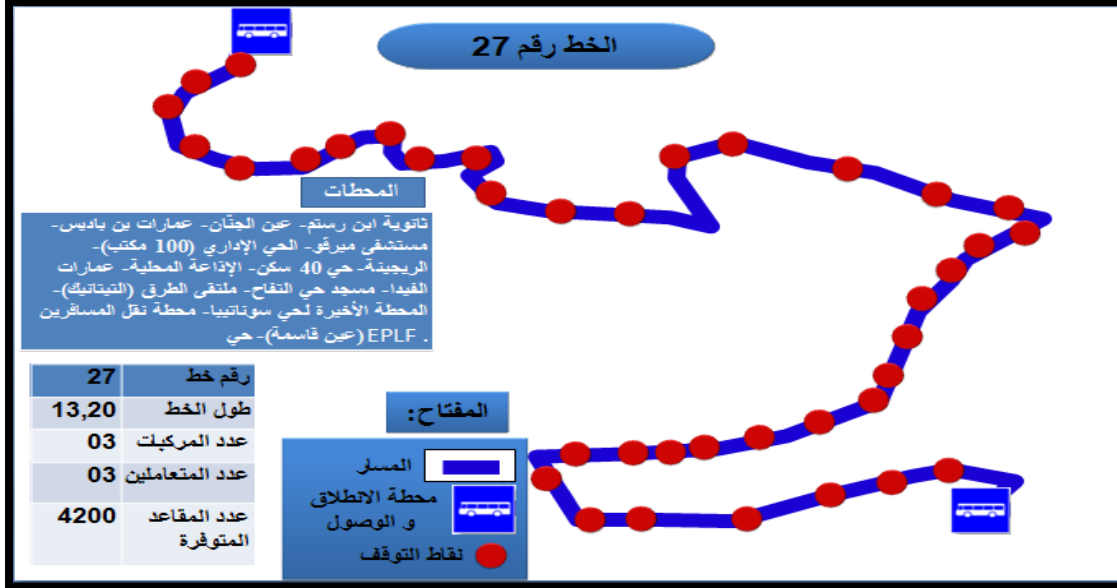 الخط رقم 27
المحطات
ثانوية ابن رستم- عين الجنّان- عمارات بن باديس-
مستشفى ميرقو- الحي الإداري (100 مكتب)-
الريجينة- حي 40 سكن- الإذاعة المحلية- عمارات
الفيدا- مسجد حي التفاح- ملتقى الطرق (التيتانيك)-
المحطة الأخيرة لحي سوناتيبا- محطة نقل المسافرين
(عين قاسمة)- حي EPLF .
رقم خط 27
طول الخط 13,20
عدد المركبات 03
عدد المتعاملين 03
عدد المقاعد المتوفرة 4200
المفتاح:
المسار
محطة الانطلاق
و الوصول
نقاط التوقف